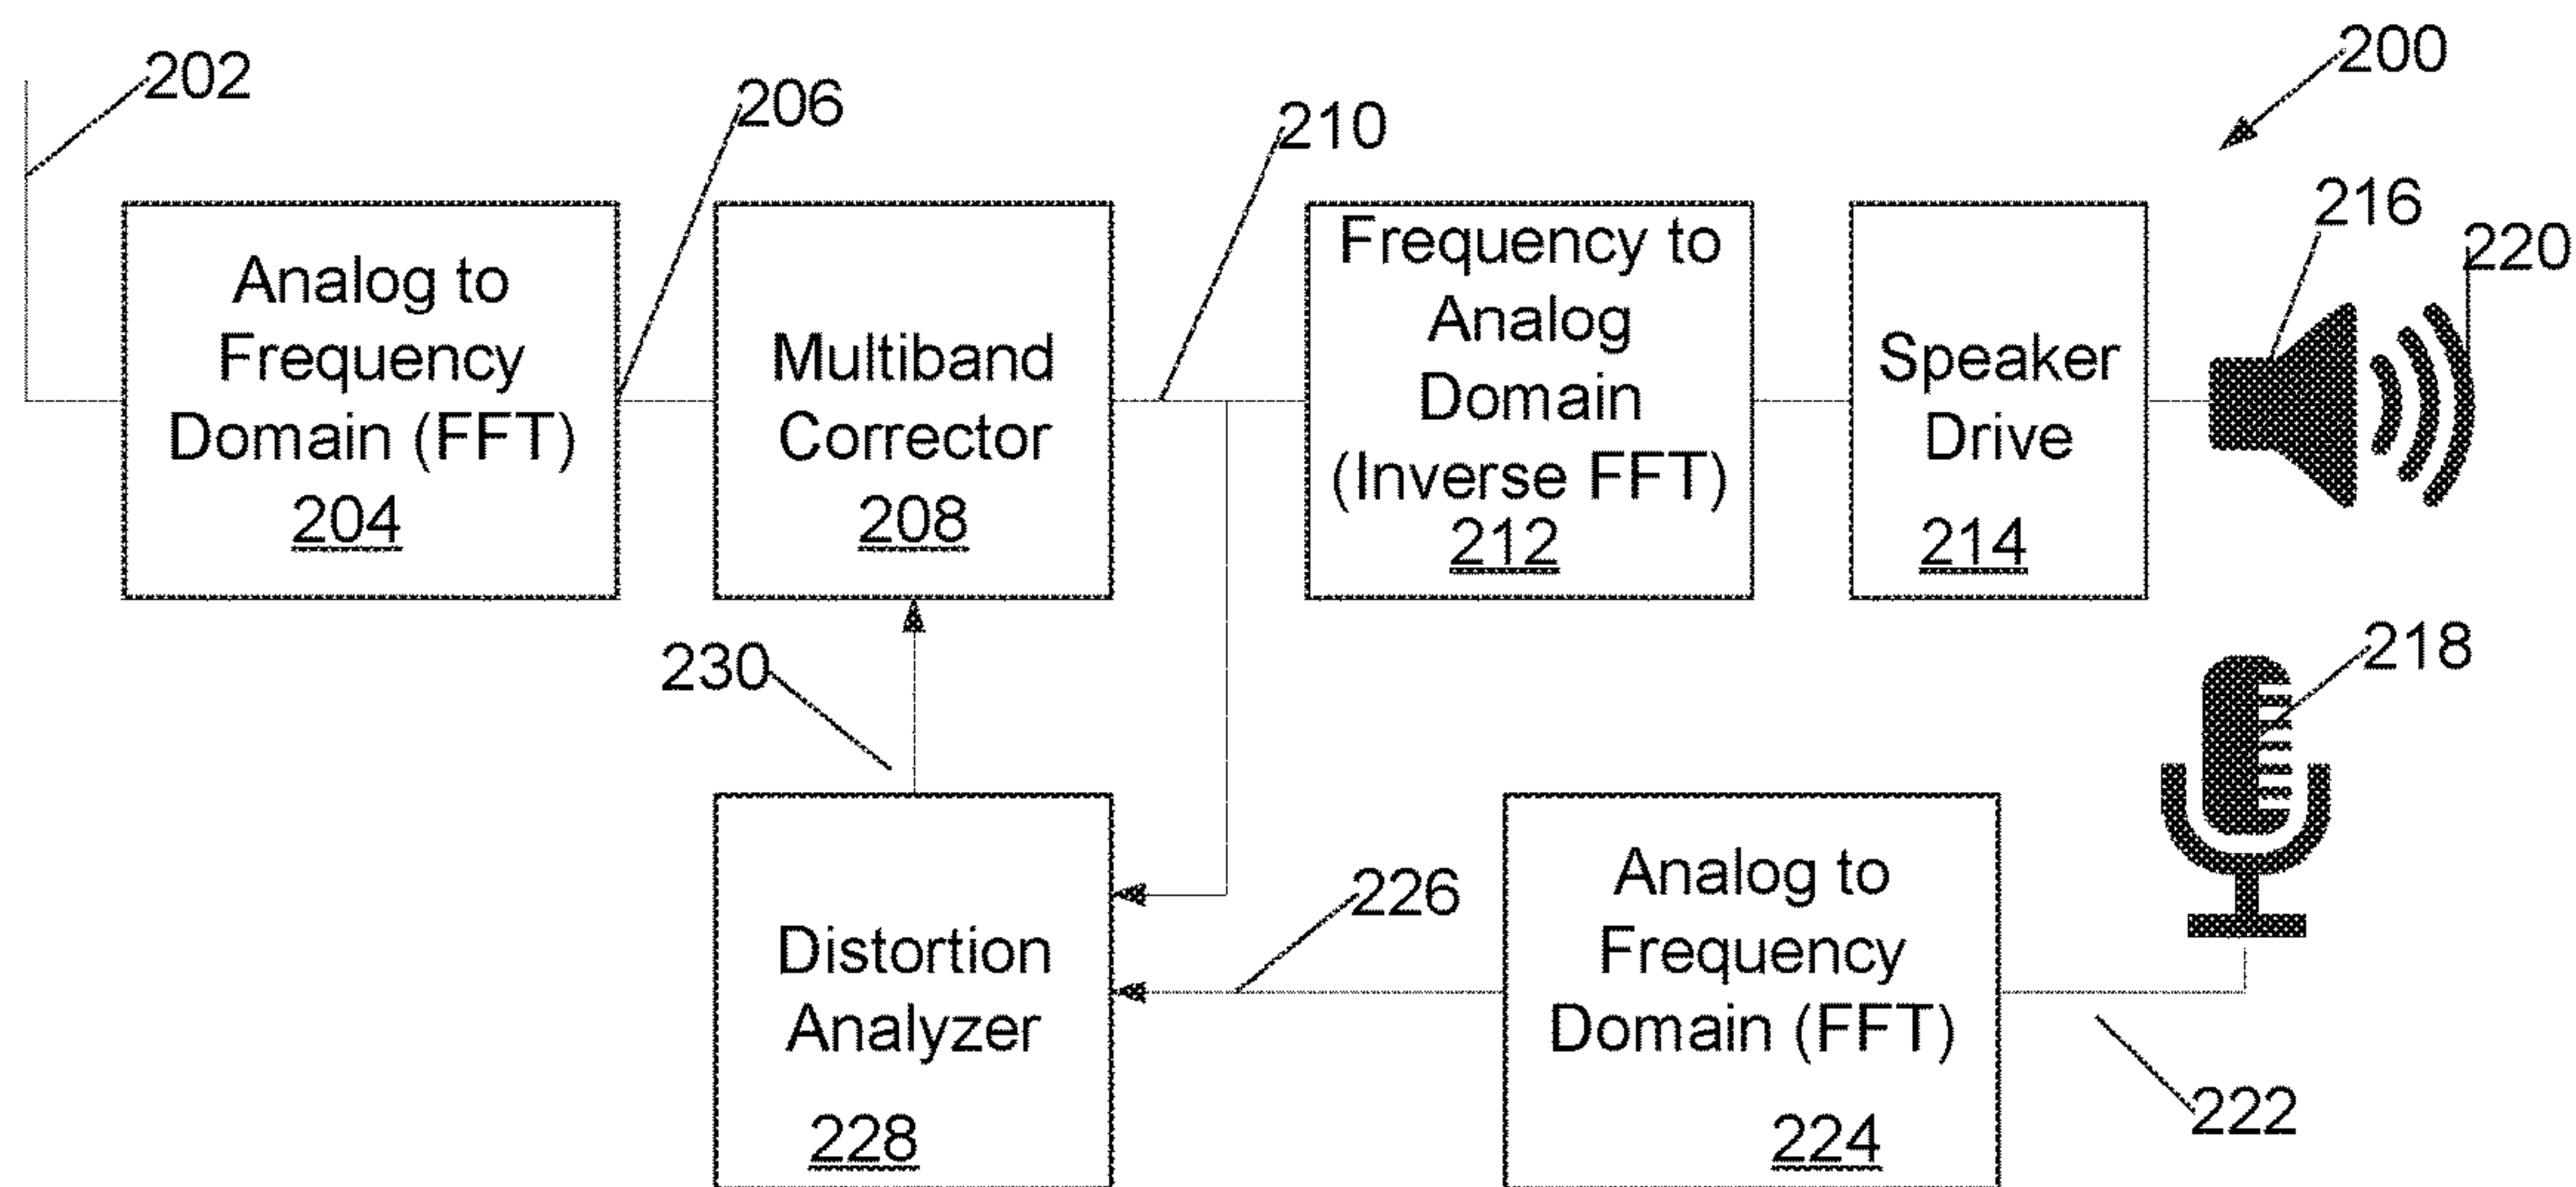 202
206
210
200
216
220
Analog to
Frequency
Domain (FFT)
204
Multiband
Corrector
208
Frequency to
Analog
Domain
(Inverse FFT)
212
Speaker
Drive
214
230
218
Distortion
Analyzer
228
226
Analog to
Frequency
Domain (FFT)
224
222